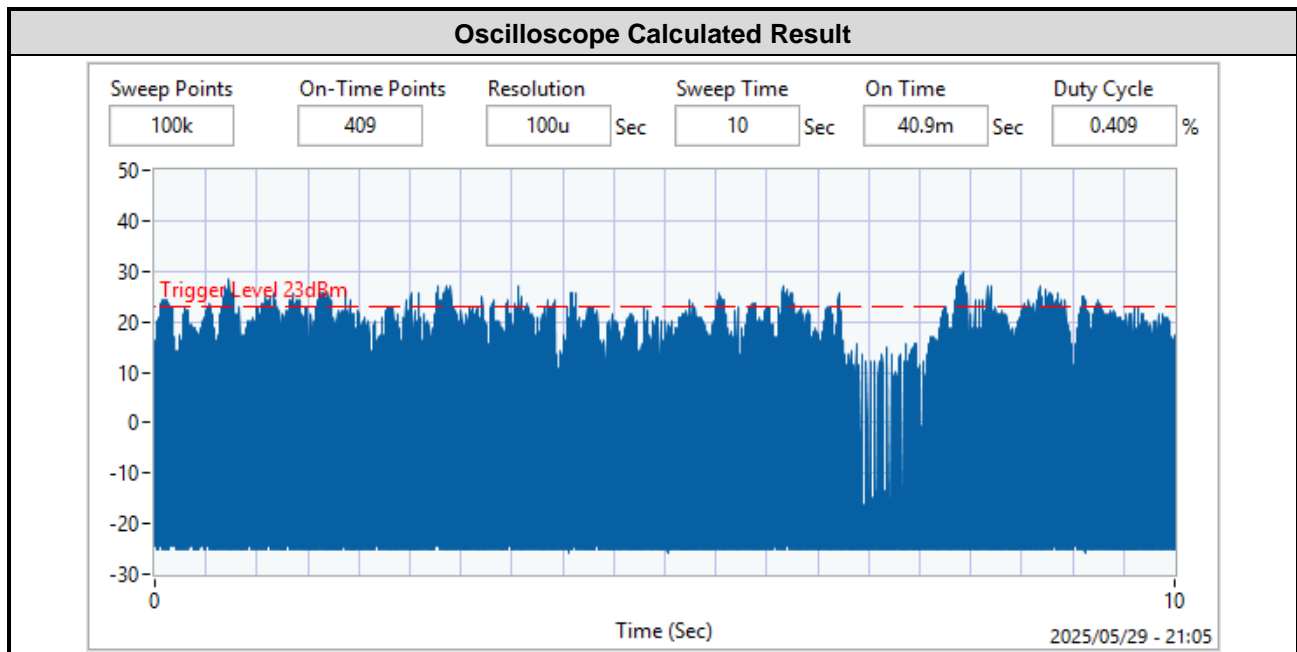 Oscilloscope Calculated Result
Sweep Points On-Time Points Resolution Sweep Time On Time Duty Cycle
100k 409 100u Sec 10 Sec 40.9m Sec 0.409 %
50
40
30
Trigger Level 23dBm
20
10
0
-10
-20
-30
0 10
Time (Sec)
2025/05/29 - 21:05